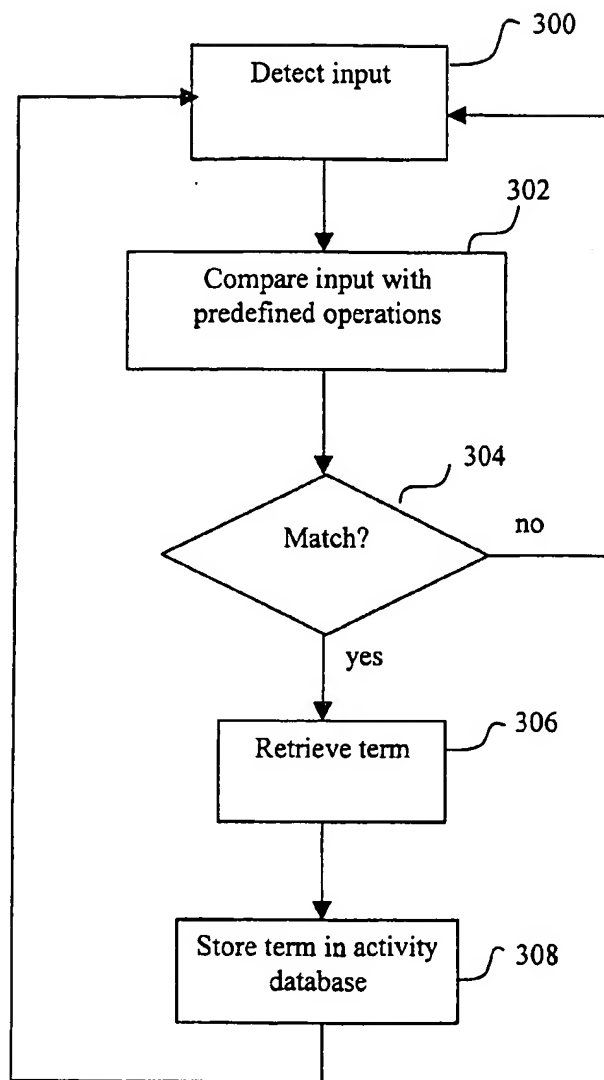 300
Detect input
302
Compare input with
predefined operations
304
Match?
no
yes
306
Retrieve term
Store term in activity
database
308